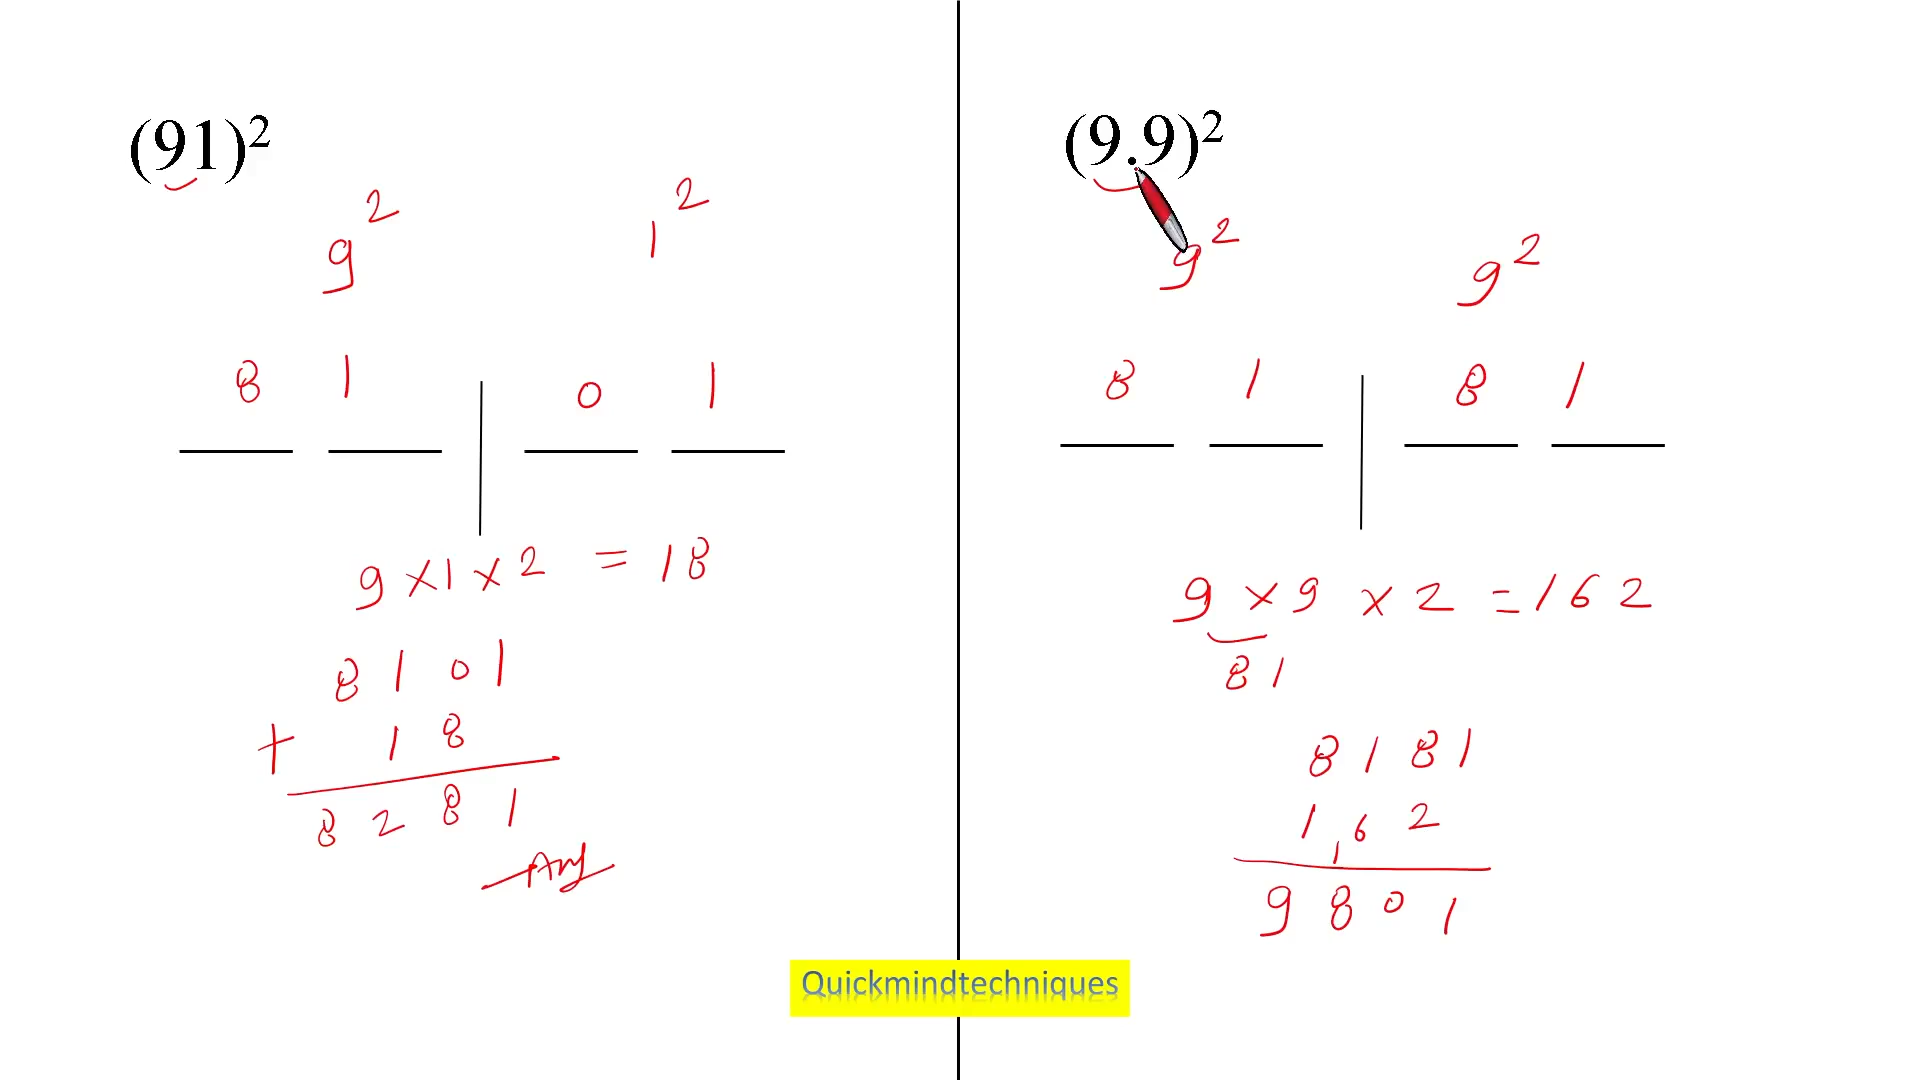 (91)²
9² 1²
8 1 | 0 1
9 × 1 × 2 = 18
8 1 0 1
+ 1 8
8 2 8 1
Ans
(9.9)²
9² 9²
8 1 | 8 1
9 × 9 × 2 = 162
81
8 1 8 1
1 6 2
1
9 8 0 1
Quickmindtechniques